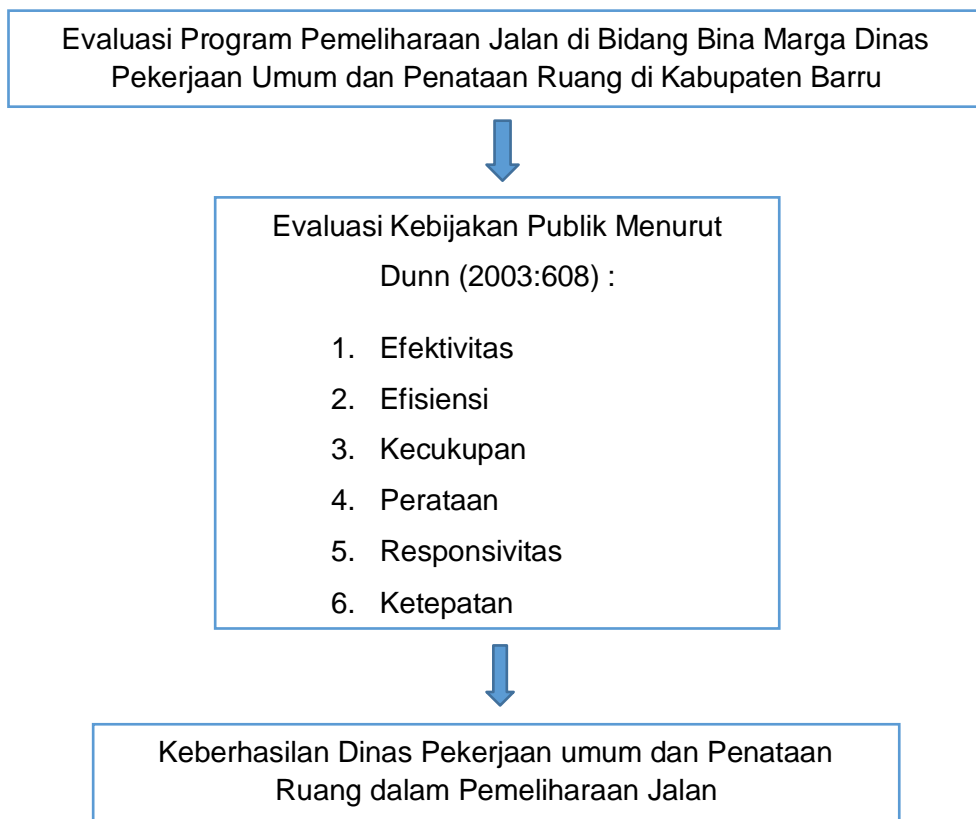 Evaluasi Program Pemeliharaan Jalan di Bidang Bina Marga Dinas
Pekerjaan Umum dan Penataan Ruang di Kabupaten Barru
Evaluasi Kebijakan Publik Menurut
Dunn (2003:608) :
1. Efektivitas
2. Efisiensi
3. Kecukupan
4. Perataan
5. Responsivitas
6. Ketepatan
Keberhasilan Dinas Pekerjaan umum dan Penataan
Ruang dalam Pemeliharaan Jalan